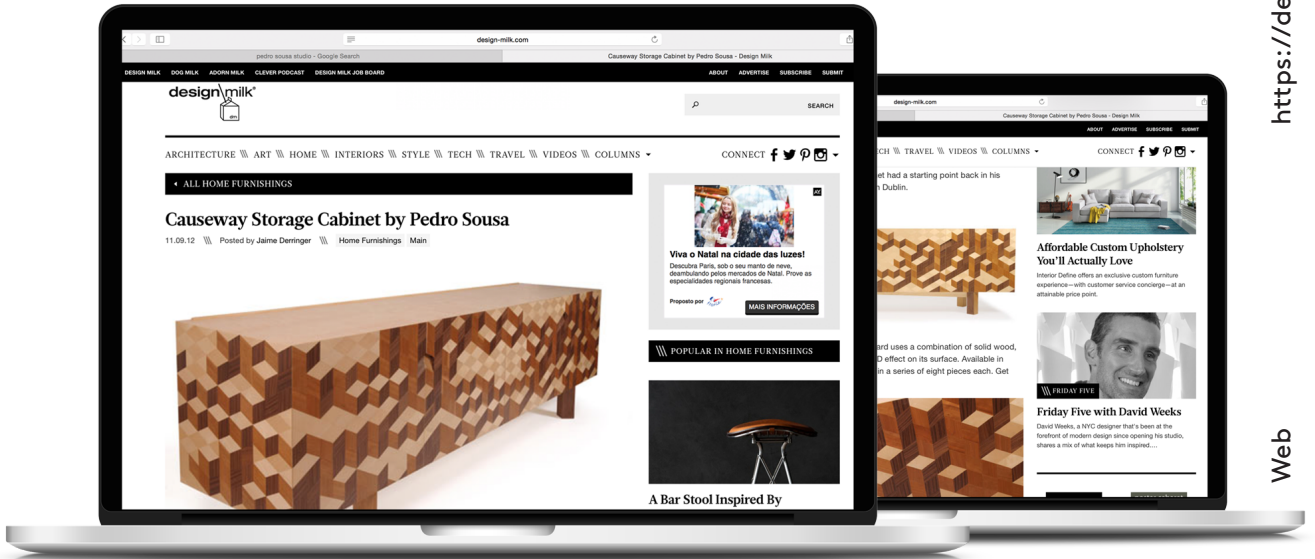 design-milk.com
pedro sousa studio - Google Search
Causeway Storage Cabinet by Pedro Sousa - Design Milk
DESIGN MILK DOG MILK ADORN MILK CLEVER PODCAST DESIGN MILK JOB BOARD
ABOUT ADVERTISE SUBSCRIBE SUBMIT
design milk
dm
SEARCH
ARCHITECTURE \\\ ART \\\ HOME \\\ INTERIORS \\\ STYLE \\\ TECH \\\ TRAVEL \\\ VIDEOS \\\ COLUMNS
CONNECT
ALL HOME FURNISHINGS
Causeway Storage Cabinet by Pedro Sousa
11.09.12 \\\ Posted by Jaime Derringer \\\ Home Furnishings Main
Viva o Natal na cidade das luzes!
Descubra Paris, sob o seu manto de neve,
deambulando pelos mercados de Natal. Prove as
especialidades regionais francesas.
Proposto por
MAIS INFORMAÇÕES
\\\ POPULAR IN HOME FURNISHINGS
A Bar Stool Inspired By
design-milk.com
Causeway Storage Cabinet by Pedro Sousa - Design Milk
ABOUT ADVERTISE SUBSCRIBE SUBMIT
ECH \\\ TRAVEL \\\ VIDEOS \\\ COLUMNS
CONNECT
et had a starting point back in his
n Dublin.
ard uses a combination of solid wood,
D effect on its surface. Available in
in a series of eight pieces each. Get
Affordable Custom Upholstery
You'll Actually Love
Interior Define offers an exclusive custom furniture
experience—with customer service concierge—at an
attainable price point.
\\\ FRIDAY FIVE
Friday Five with David Weeks
David Weeks, a NYC designer that's been at the
forefront of modern design since opening his studio,
shares a mix of what keeps him inspired....
https://de
Web